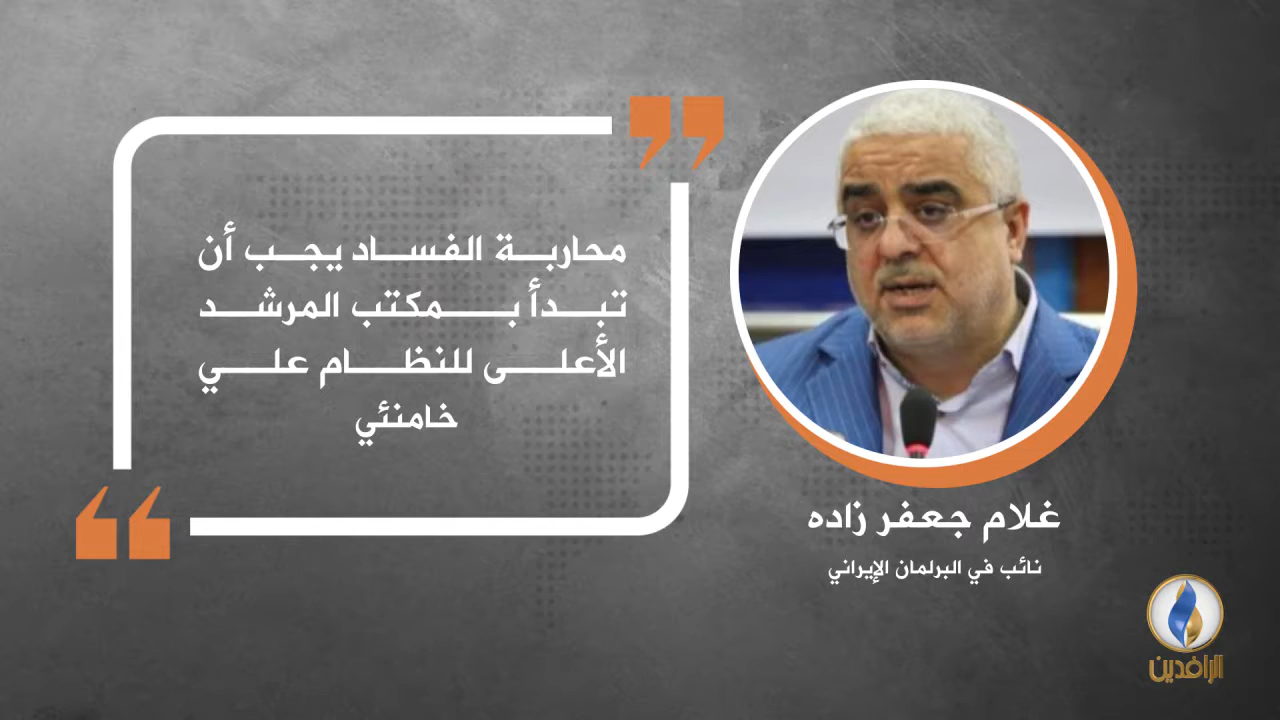 محاربة الفساد يجب أن
تبدأ بمكتب المرشد
الأعلى للنظام علي
خامنئي
غلام جعفر زاده
نائب في البرلمان الإيراني
الرافدين